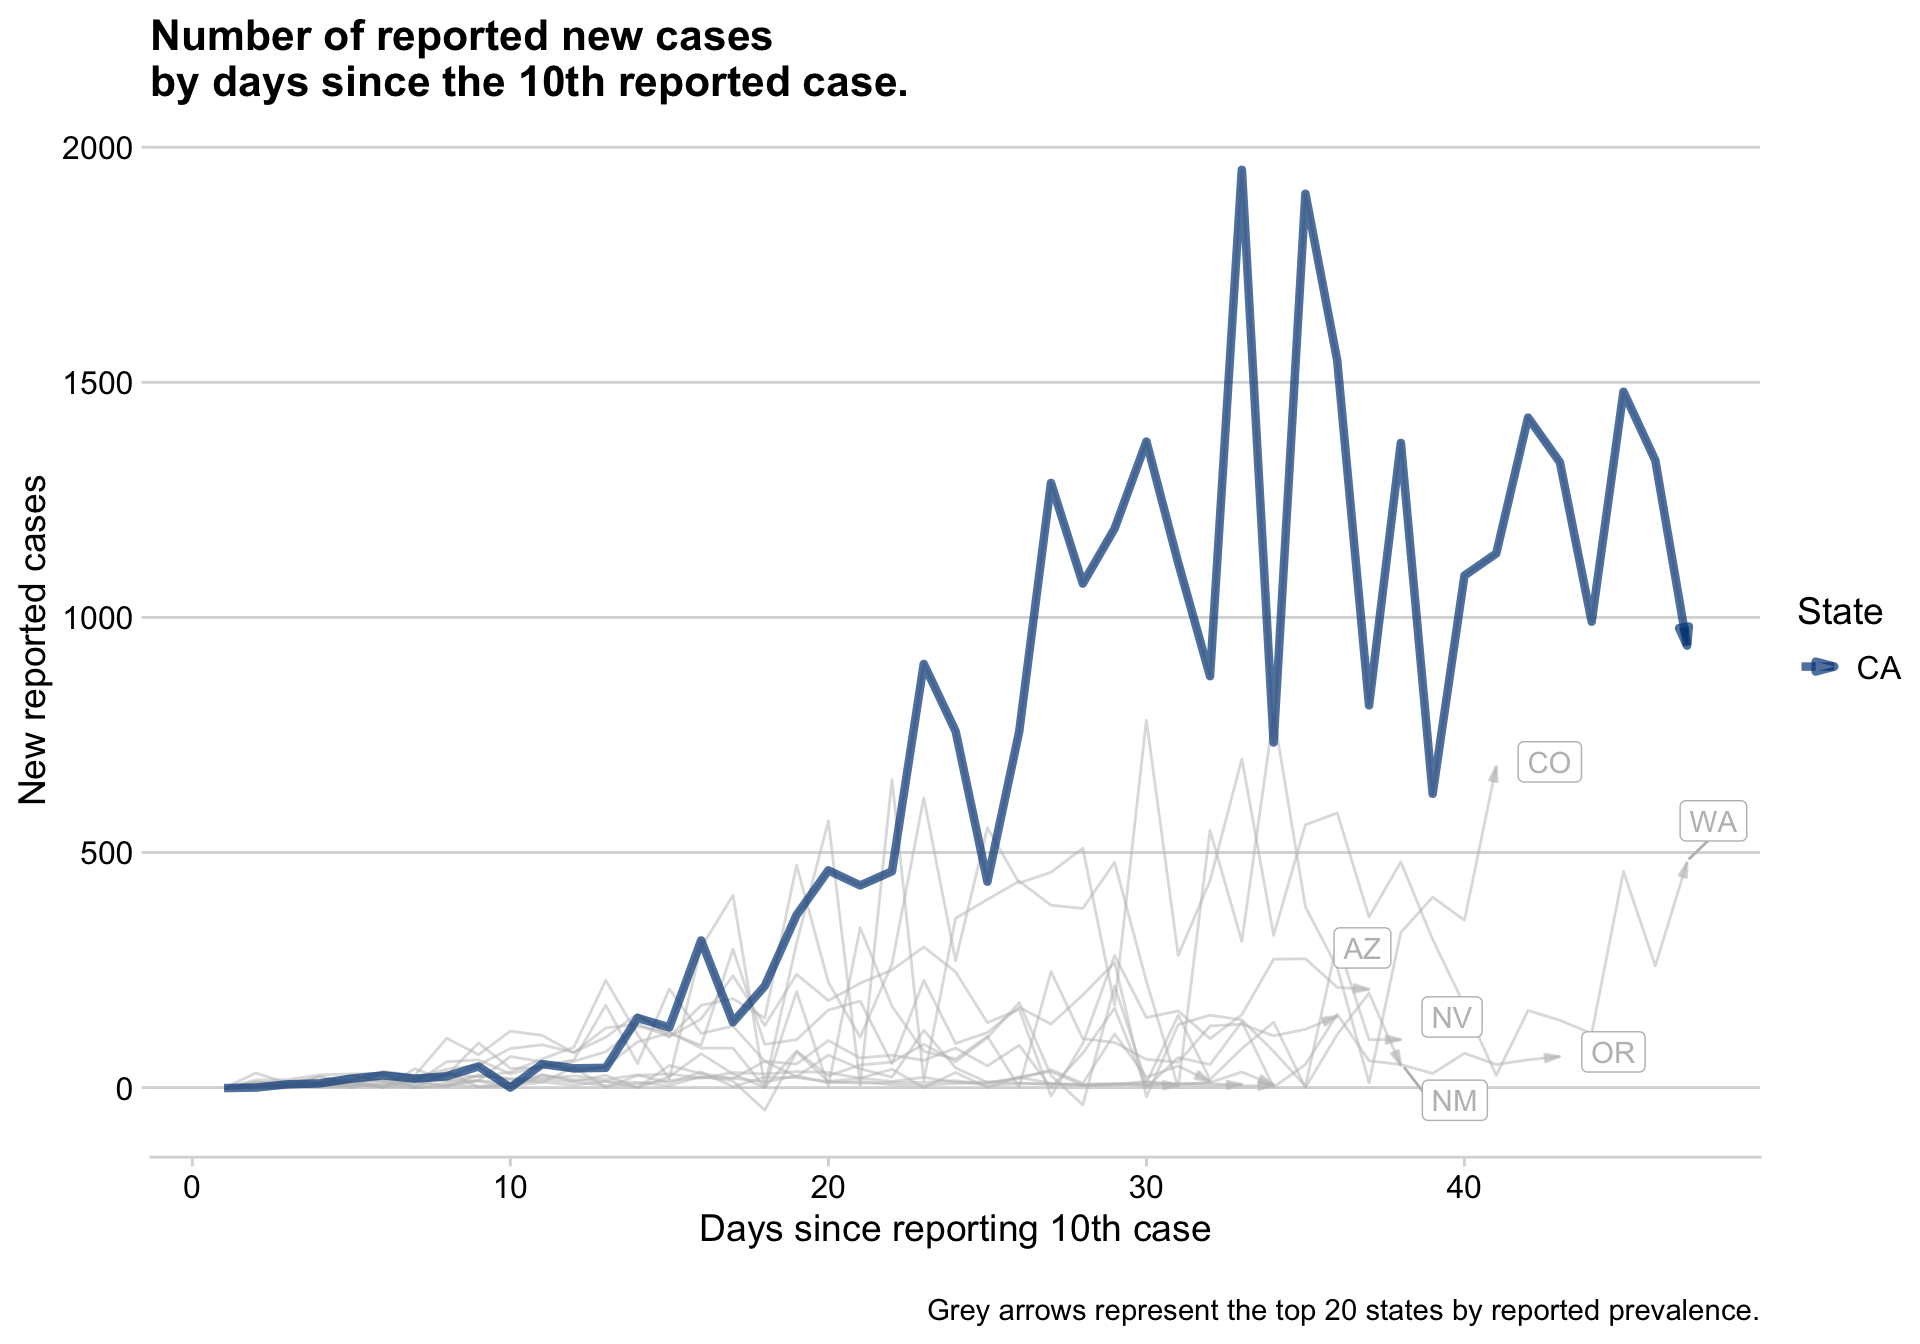 Number of reported new cases
by days since the 10th reported case.
2000
1500
1000
500
0
New reported cases
CO
WA
AZ
NV
OR
NM
State
CA
0 10 20 30 40
Days since reporting 10th case
Grey arrows represent the top 20 states by reported prevalence.